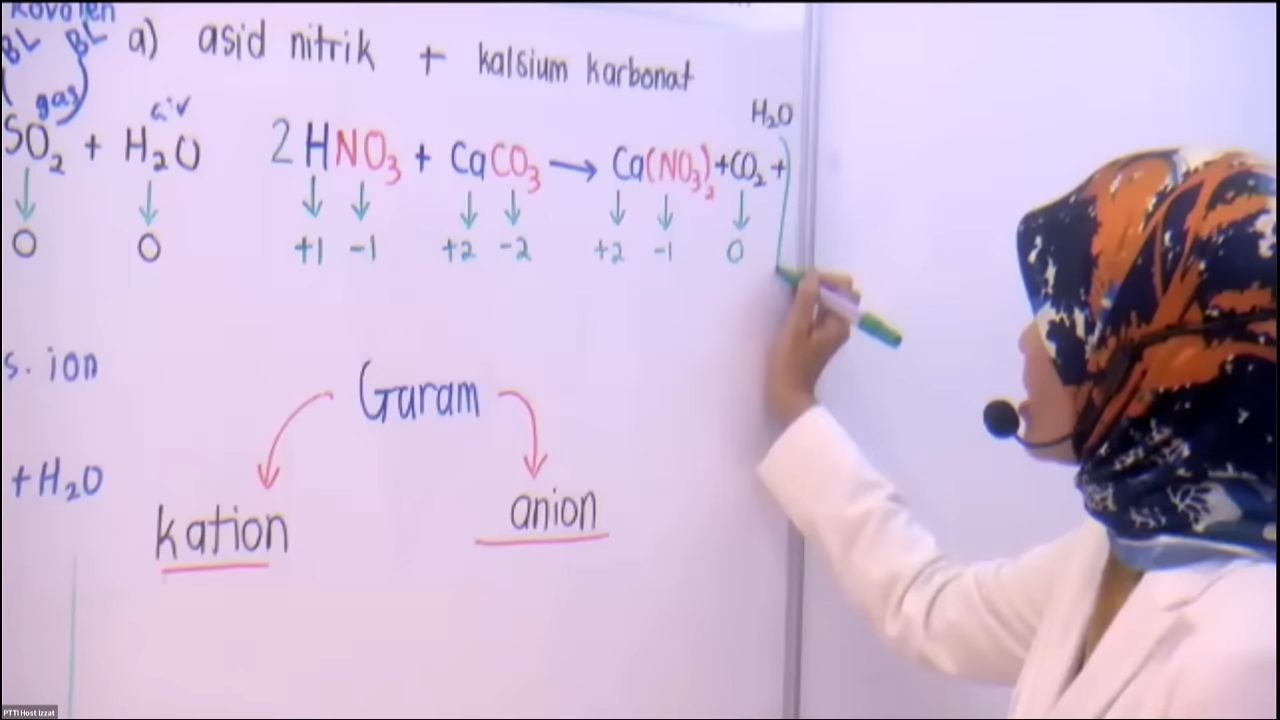 kovalen
BL BL a) asid nitrik + kalsium karbonat
gas air H₂O
SO₂ + H₂O 2HNO₃ + CaCO₃ → Ca(NO₃)₂ + CO₂ +
↓ ↓ ↓ ↓ ↓ ↓ ↓ ↓ ↓
0 0 +1 -1 +2 -2 +2 -1 0
s. ion Garam
+ H₂O kation anion
PTTI Host Izzat